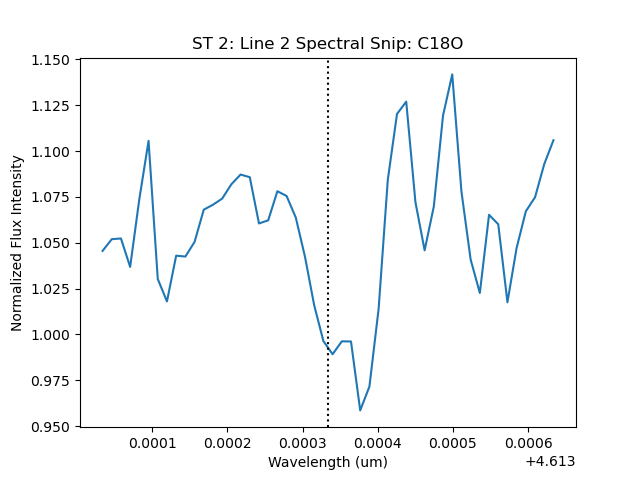 ST 2: Line 2 Spectral Snip: C18O
Normalized Flux Intensity
1.150
1.125
1.100
1.075
1.050
1.025
1.000
0.975
0.950
0.0001 0.0002 0.0003 0.0004 0.0005 0.0006
Wavelength (um)
+4.613